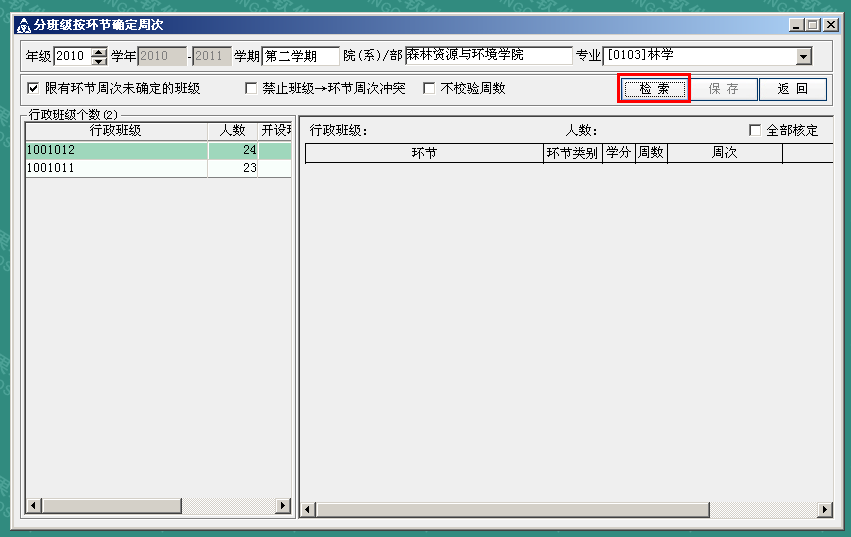 分班级按环节确定周次
年级 2010 学年 2010 - 2011 学期 第二学期 院(系)/部 森林资源与环境学院 专业 [0103]林学
限有环节周次未确定的班级 禁止班级→环节周次冲突 不校验周数 检 索 保 存 返 回
行政班级个数(2)
行政班级 人数 开设环
1001012 24
1001011 23
行政班级: 人数: 全部核定
环节 环节类别 学分 周数 周次